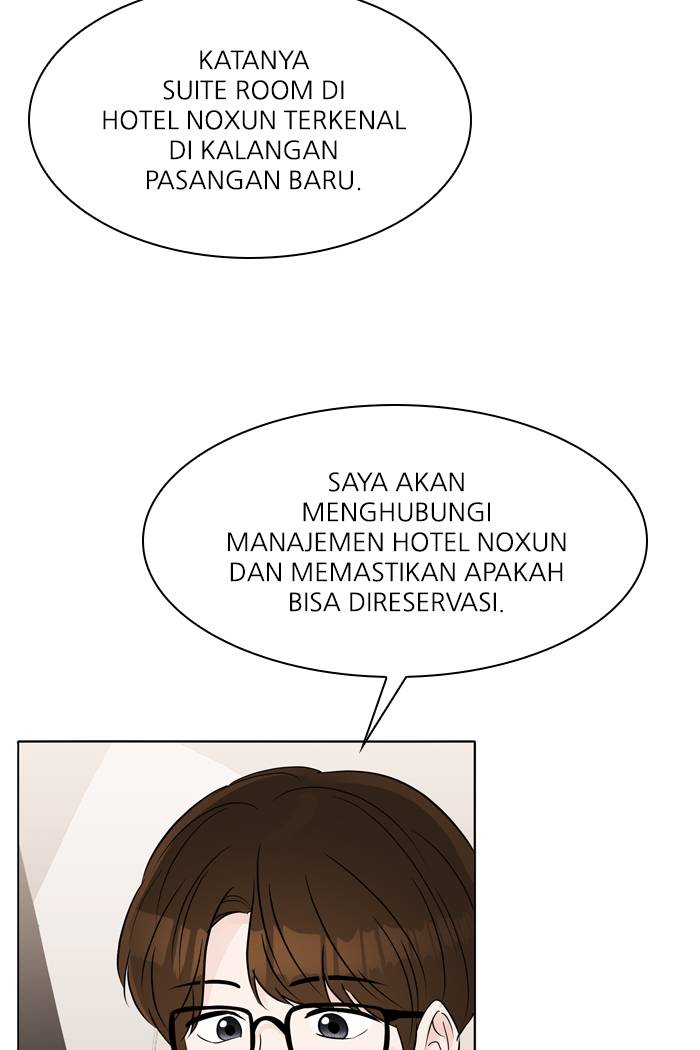 KATANYA
SUITE ROOM DI
HOTEL NOXUN TERKENAL
DI KALANGAN
PASANGAN BARU.
SAYA AKAN
MENGHUBUNGI
MANAJEMEN HOTEL NOXUN
DAN MEMASTIKAN APAKAH
BISA DIRESERVASI.